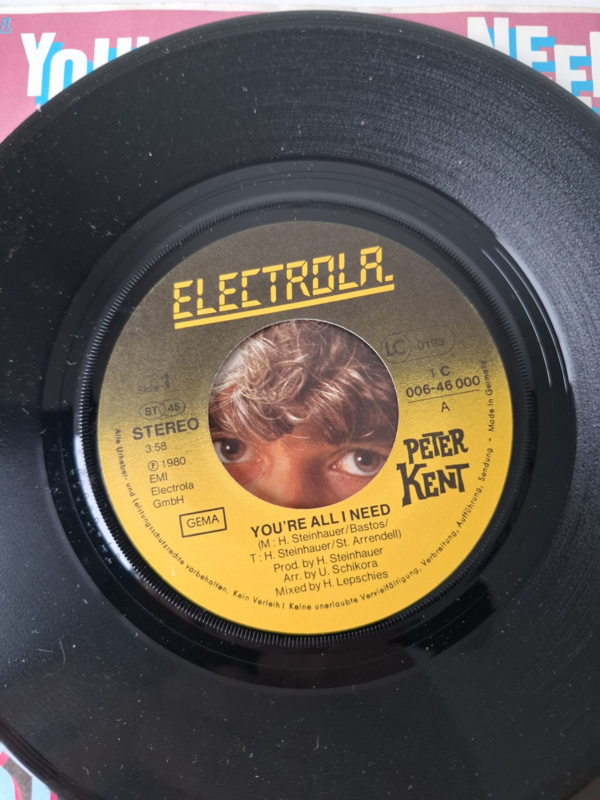 YOU'
NEE
ELECTROLA.
LC 0193
1 C
006-46 000
A
Side 1
ST 45
STEREO
3:58
℗ 1980
EMI
Electrola
GmbH
GEMA
PETER
KENT
YOU'RE ALL I NEED
(M: H. Steinhauer/Bastos/
T: H. Steinhauer/St. Arrendell)
Prod. by H. Steinhauer
Arr. by U. Schikora
Mixed by H. Lepschies
Alle Urheber- und Leistungsschutzrechte vorbehalten. Kein Verleih! Keine unerlaubte Vervielfältigung, Verbreitung, Aufführung, Sendung - Made in Germany